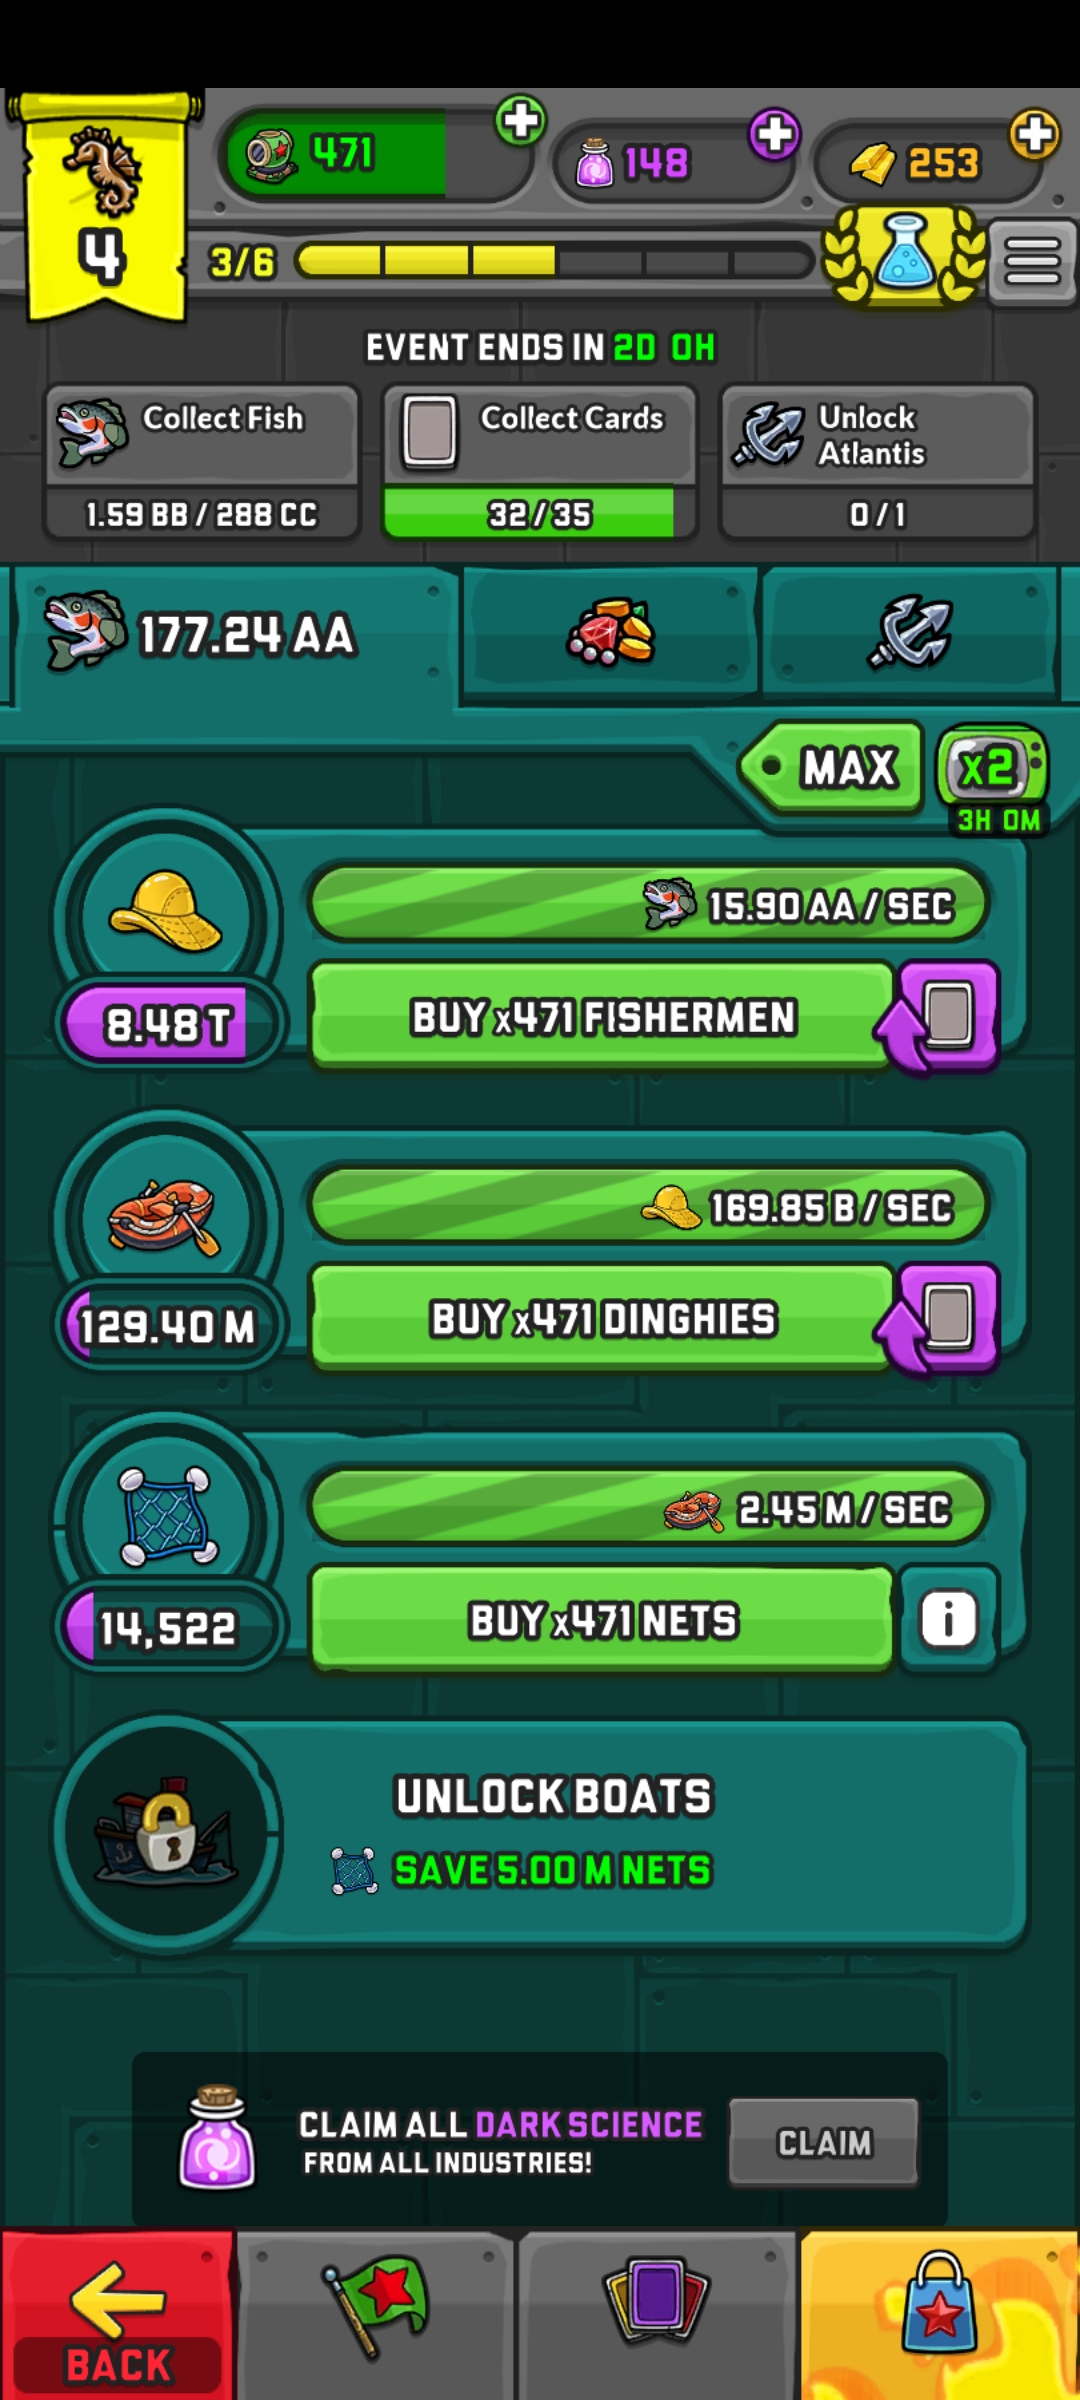 4
471
148
253
3/6
EVENT ENDS IN 2D 0H
Collect Fish
1.59 BB / 288 CC
Collect Cards
32/35
Unlock
Atlantis
0/1
177.24 AA
MAX
x2
3H 0M
15.90 AA / SEC
8.48 T
BUY x471 FISHERMEN
169.85 B / SEC
129.40 M
BUY x471 DINGHIES
2.45 M / SEC
14,522
BUY x471 NETS
i
UNLOCK BOATS
SAVE 5.00 M NETS
CLAIM ALL DARK SCIENCE
FROM ALL INDUSTRIES!
CLAIM
BACK